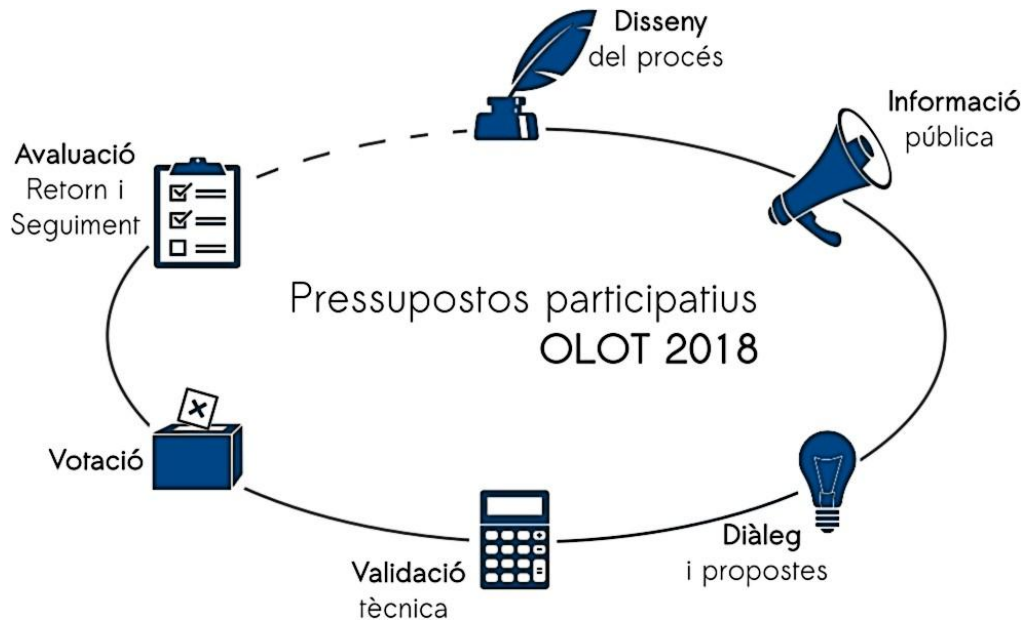 Disseny
del procés
Informació
pública
Avaluació
Retorn i
Seguiment
Pressupostos participatius
OLOT 2018
Votació
Diàleg
i propostes
Validació
tècnica